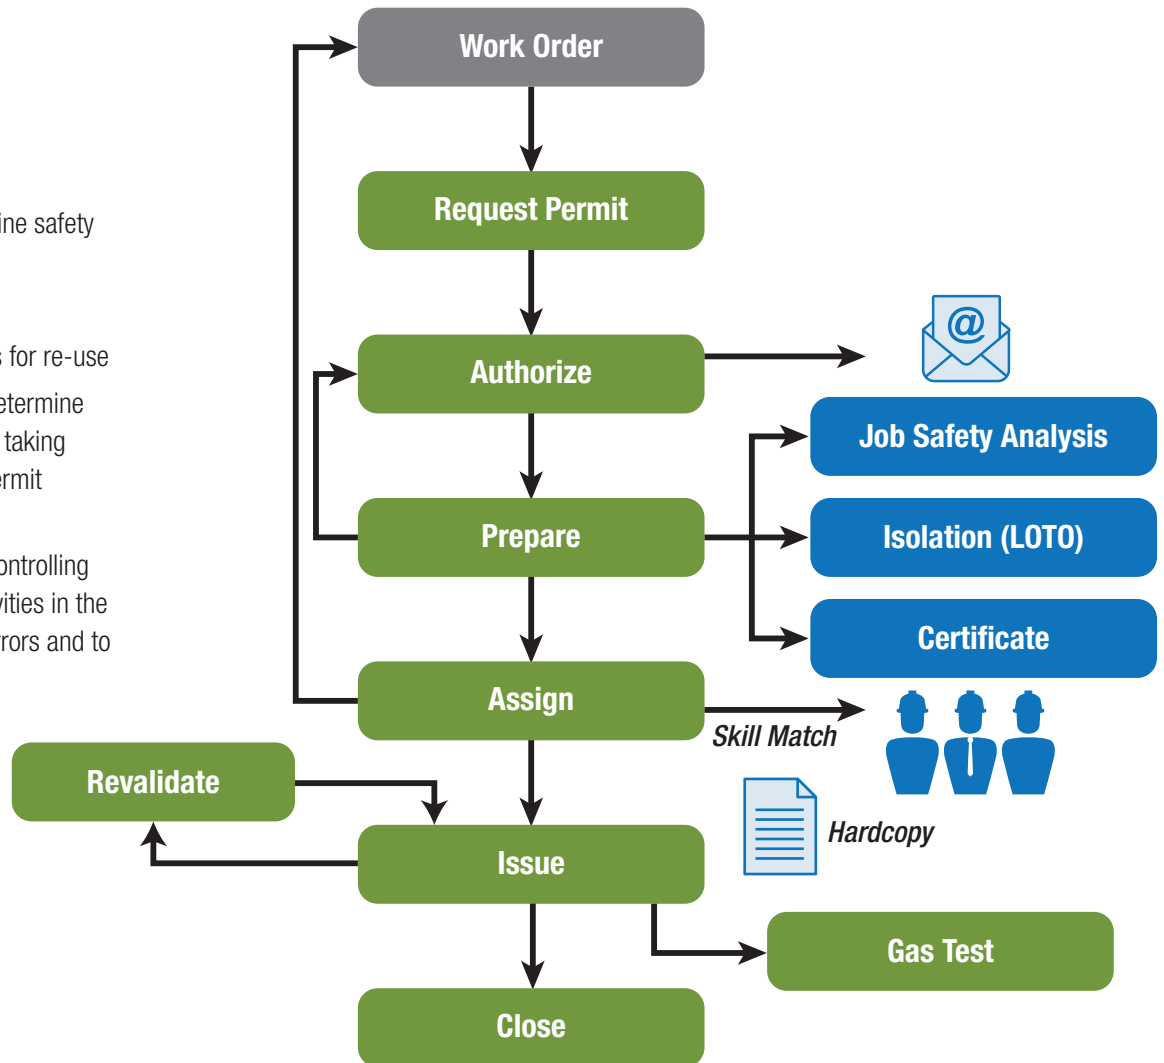 Work Order
Request Permit
ine safety
Authorize
@
s for re-use
etermine
taking
ermit
Job Safety Analysis
Prepare
Isolation (LOTO)
ontrolling
vities in the
rrors and to
Certificate
Assign
Skill Match
Revalidate
Hardcopy
Issue
Gas Test
Close